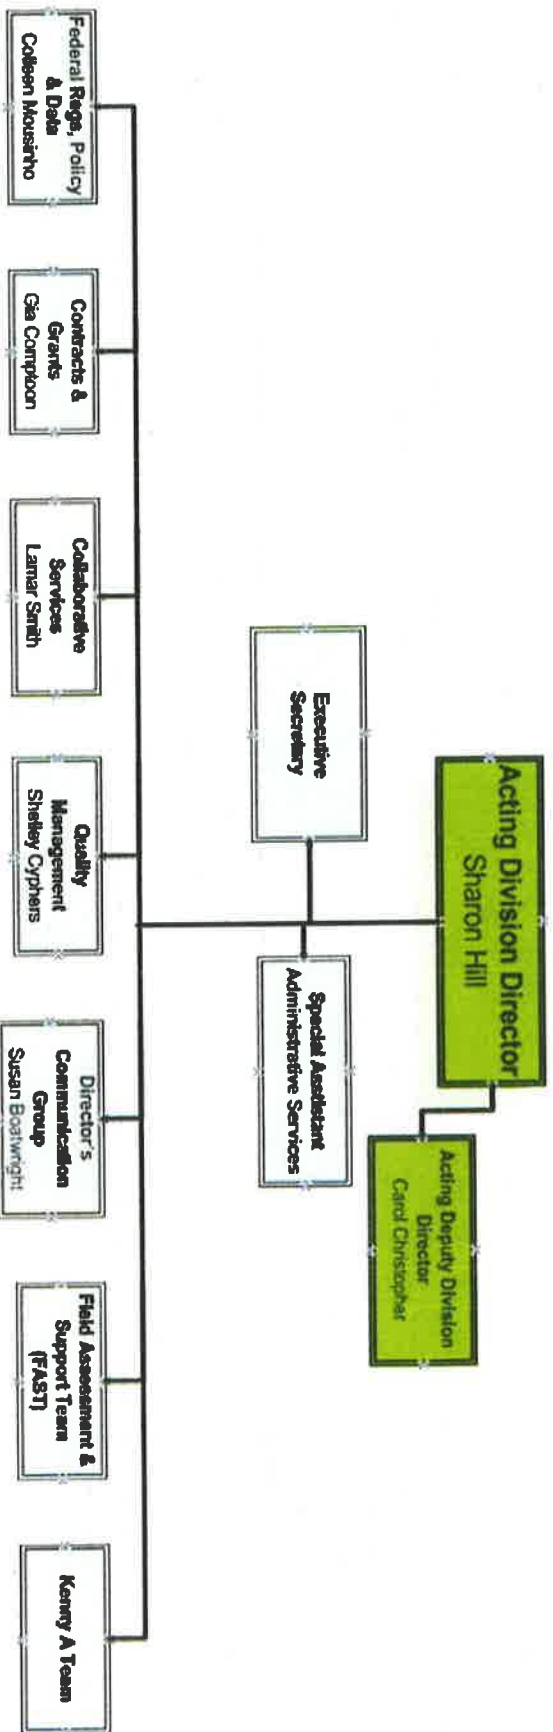 Acting Division Director
Sharon Hill
Acting Deputy Division
Director
Carol Christopher
Executive
Secretary
Special Assistant
Administrative Services
Federal Regs, Policy
& Data
Colleen Mousinho
Contracts &
Grants
Gia Comptoon
Collaborative
Services
Lamar Smith
Quality
Management
Shelley Cyphers
Director's
Communication
Group
Susan Boatwright
Field Assessment &
Support Team
(FAST)
Kenny A Team